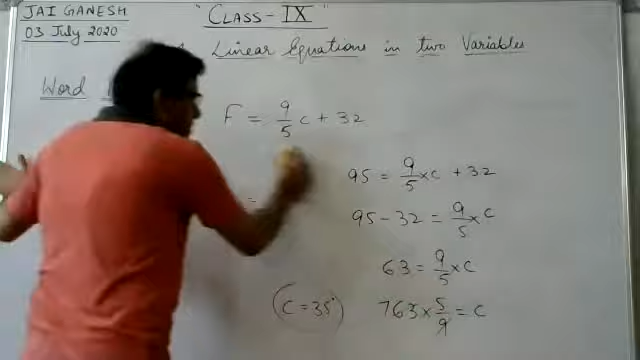 JAI GANESH
03 July 2020
"CLASS - IX"
Linear Equations in two Variables
Word
F = 9/5 C + 32
=
95 = 9/5 × C + 32
95 - 32 = 9/5 × C
63 = 9/5 × C
763 × 5/9 = C
C = 35°